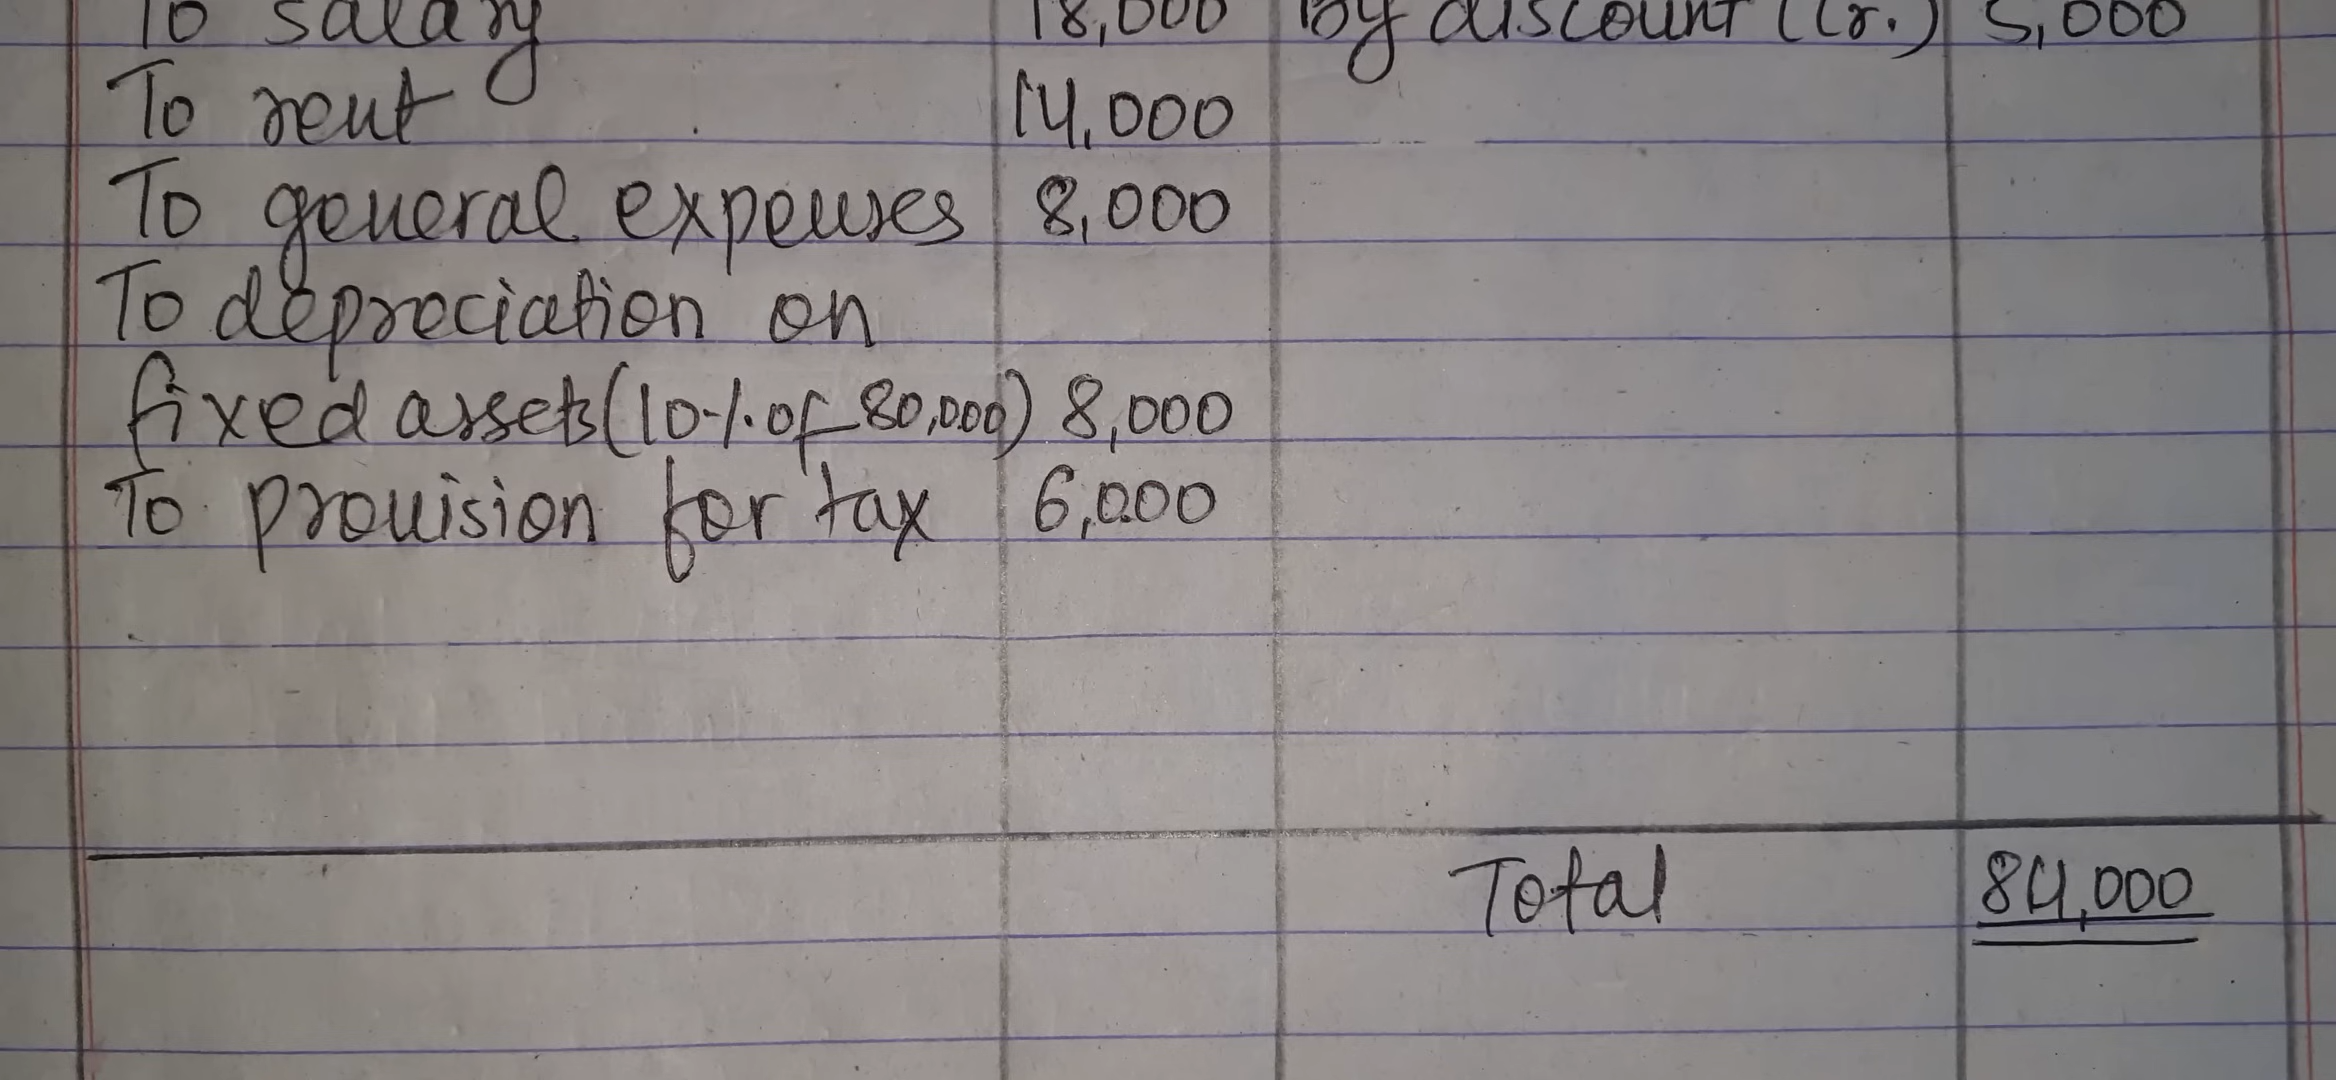 To salary 18,000 By discount (Cr.) 5,000
To rent 14,000
To general expenses 8,000
To depreciation on
fixed assets (10% of 80,000) 8,000
To provision for tax 6,000
Total 84,000